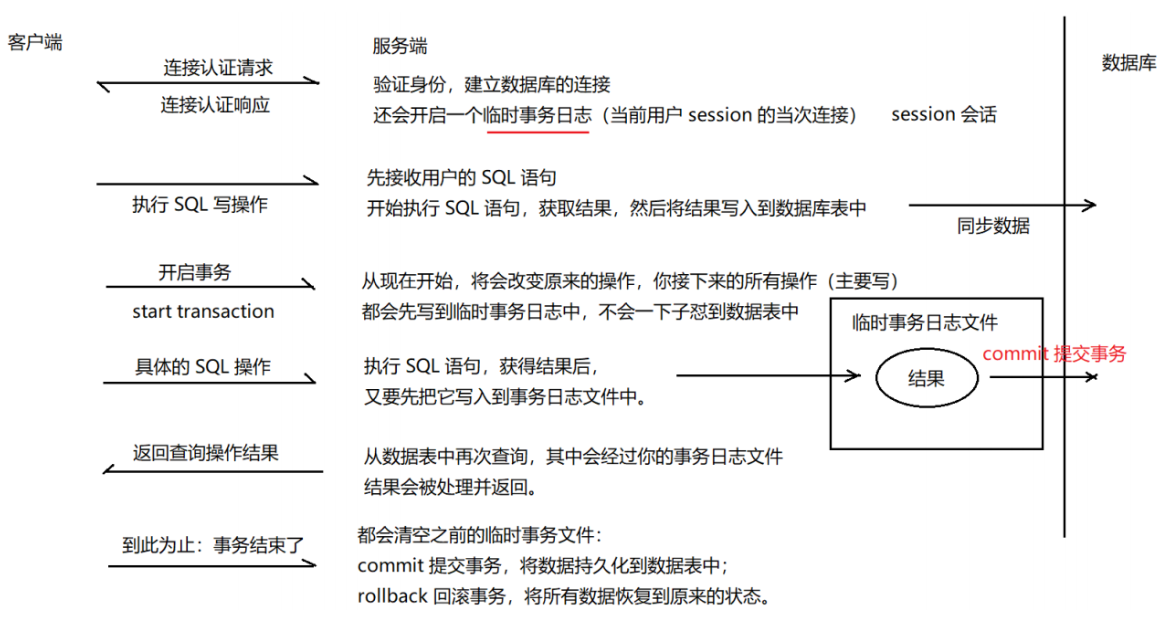 客户端
服务端
数据库
连接认证请求
连接认证响应
验证身份，建立数据库的连接
还会开启一个临时事务日志（当前用户 session 的当次连接）
session 会话
执行 SQL 写操作
先接收用户的 SQL 语句
开始执行 SQL 语句，获取结果，然后将结果写入到数据库表中
同步数据
开启事务
start transaction
从现在开始，将会改变原来的操作，你接下来的所有操作（主要写）
都会先写到临时事务日志中，不会一下子怼到数据表中
临时事务日志文件
结果
commit 提交事务
具体的 SQL 操作
执行 SQL 语句，获得结果后，
又要先把它写入到事务日志文件中。
返回查询操作结果
从数据表中再次查询，其中会经过你的事务日志文件
结果会被处理并返回。
到此为止：事务结束了
都会清空之前的临时事务文件：
commit 提交事务，将数据持久化到数据表中；
rollback 回滚事务，将所有数据恢复到原来的状态。